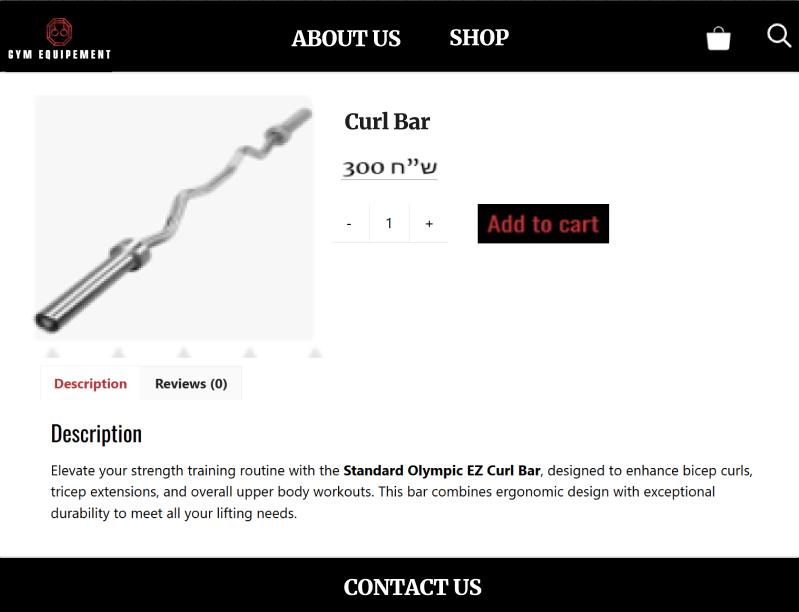 GYM EQUIPEMENT
ABOUT US
SHOP
Curl Bar
300 ש”ח
- 1 +
Add to cart
Description
Reviews (0)
Description
Elevate your strength training routine with the Standard Olympic EZ Curl Bar, designed to enhance bicep curls,
tricep extensions, and overall upper body workouts. This bar combines ergonomic design with exceptional
durability to meet all your lifting needs.
CONTACT US